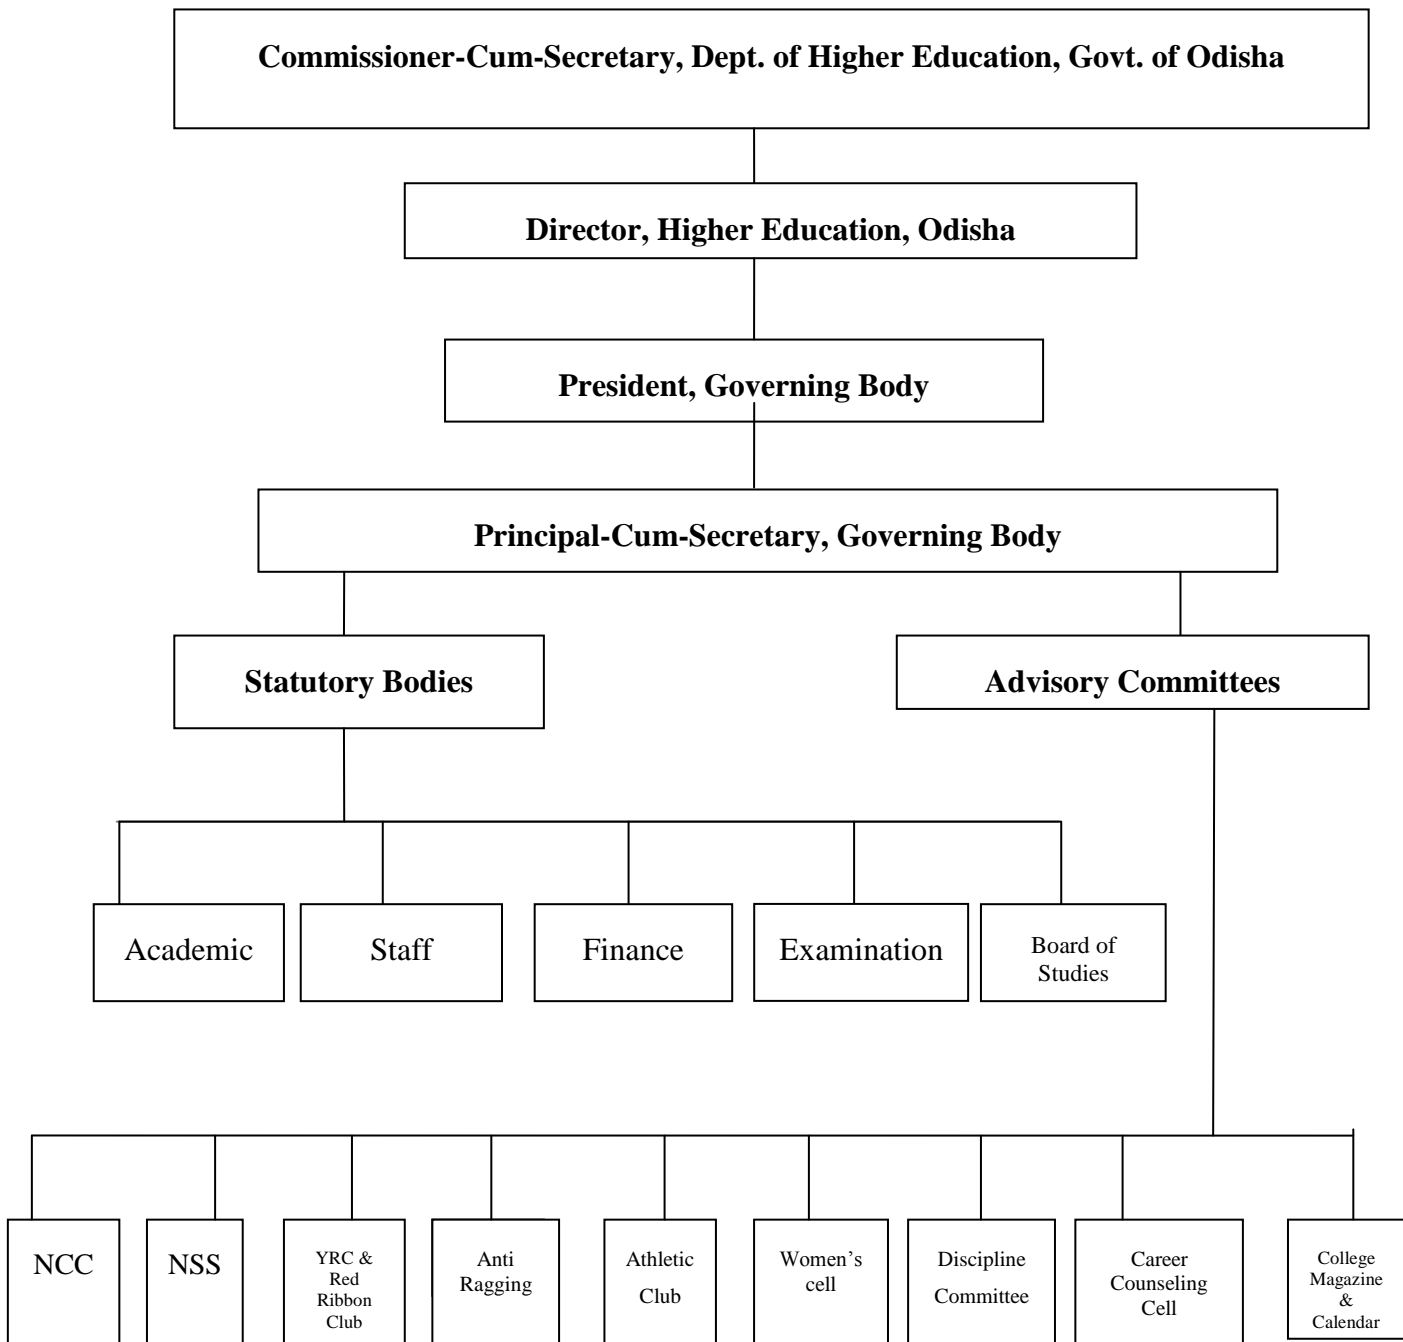 Commissioner-Cum-Secretary, Dept. of Higher Education, Govt. of Odisha
Director, Higher Education, Odisha
President, Governing Body
Principal-Cum-Secretary, Governing Body
Statutory Bodies
Advisory Committees
Academic
Staff
Finance
Examination
Board of
Studies
NCC
NSS
YRC &
Red
Ribbon
Club
Anti
Ragging
Athletic
Club
Women’s
cell
Discipline
Committee
Career
Counseling
Cell
College
Magazine
&
Calendar